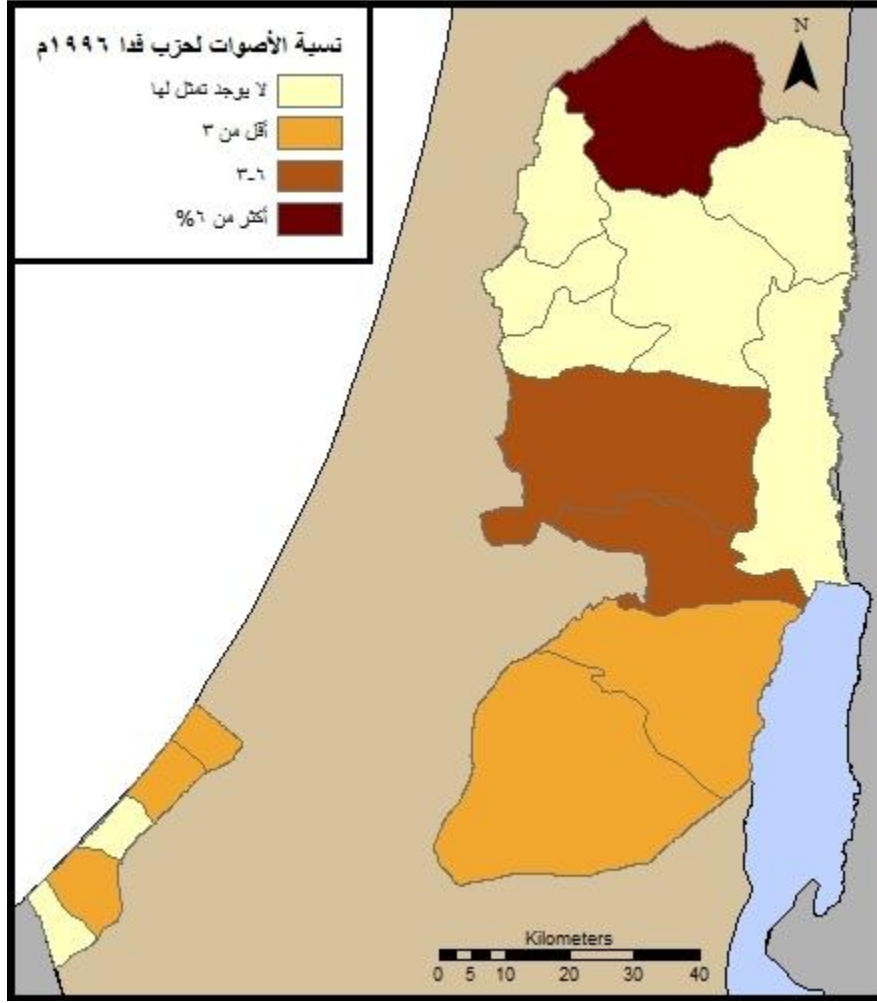 نسبة الأصوات لحزب فدا ١٩٩٦م
لا يوجد تمثل لها
أقل من ٣
٣-٦
أكثر من ٦%
N
Kilometers
0 5 10 20 30 40